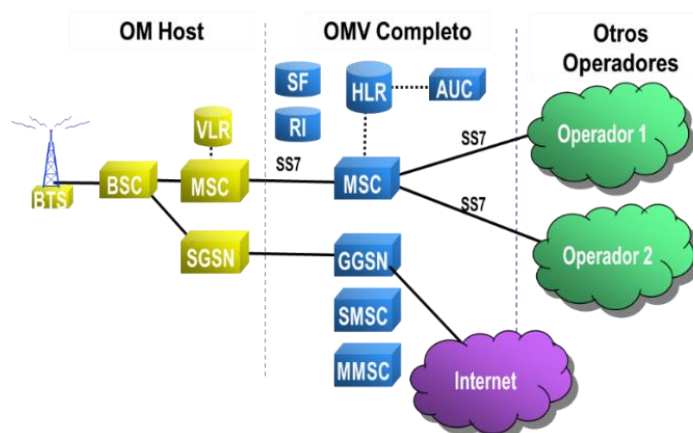 OM Host
OMV Completo
Otros
Operadores
SF
HLR
AUC
VLR
RI
SS7
Operador 1
BTS
BSC
MSC
SS7
MSC
SS7
SGSN
GGSN
Operador 2
SMSC
MMSC
Internet